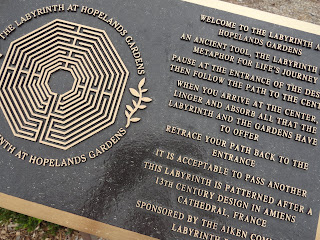 THE LABYRINTH AT HOPELANDS GARDENS
LABYRINTH AT HOPELANDS GARDENS
WELCOME TO THE LABYRINTH A
HOPELANDS GARDENS
AN ANCIENT TOOL, THE LABYRINTH
METAPHOR FOR LIFE'S JOURNEY
PAUSE AT THE ENTRANCE OF THE DES
THEN FOLLOW THE PATH TO THE CENT
WHEN YOU ARRIVE AT THE CENTER,
LINGER AND ABSORB ALL THAT THE
LABYRINTH AND THE GARDENS HAVE
TO OFFER
RETRACE YOUR PATH BACK TO THE
ENTRANCE
IT IS ACCEPTABLE TO PASS ANOTHER
THIS LABYRINTH IS PATTERNED AFTER A
13TH CENTURY DESIGN IN AMIENS
CATHEDRAL, FRANCE
SPONSORED BY THE AIKEN COM
LABYRINTH